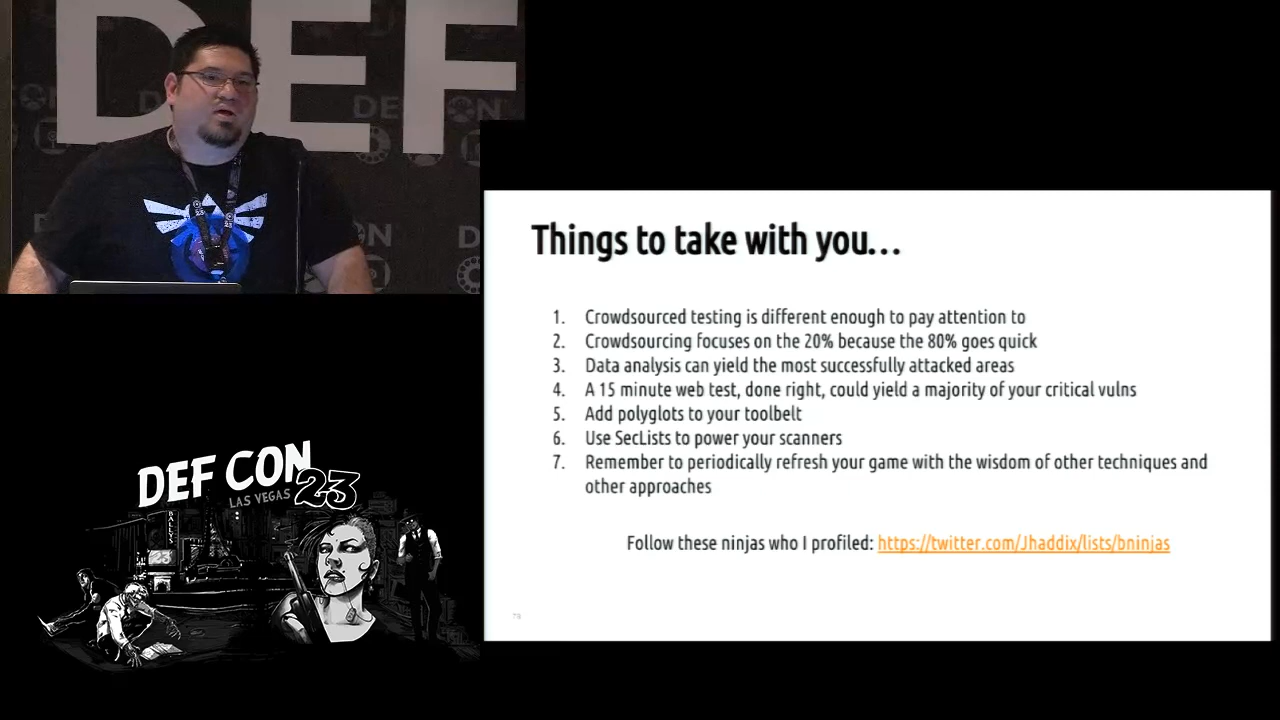 DEF
DEF CON
Things to take with you...
1. Crowdsourced testing is different enough to pay attention to
2. Crowdsourcing focuses on the 20% because the 80% goes quick
3. Data analysis can yield the most successfully attacked areas
4. A 15 minute web test, done right, could yield a majority of your critical vulns
5. Add polyglots to your toolbelt
6. Use SecLists to power your scanners
7. Remember to periodically refresh your game with the wisdom of other techniques and
other approaches
Follow these ninjas who I profiled: https://twitter.com/Jhaddix/lists/bninjas
DEF CON
LAS VEGAS 23
BALLYS